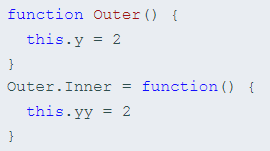 function Outer() {
  this.y = 2
}
Outer.Inner = function() {
  this.yy = 2
}